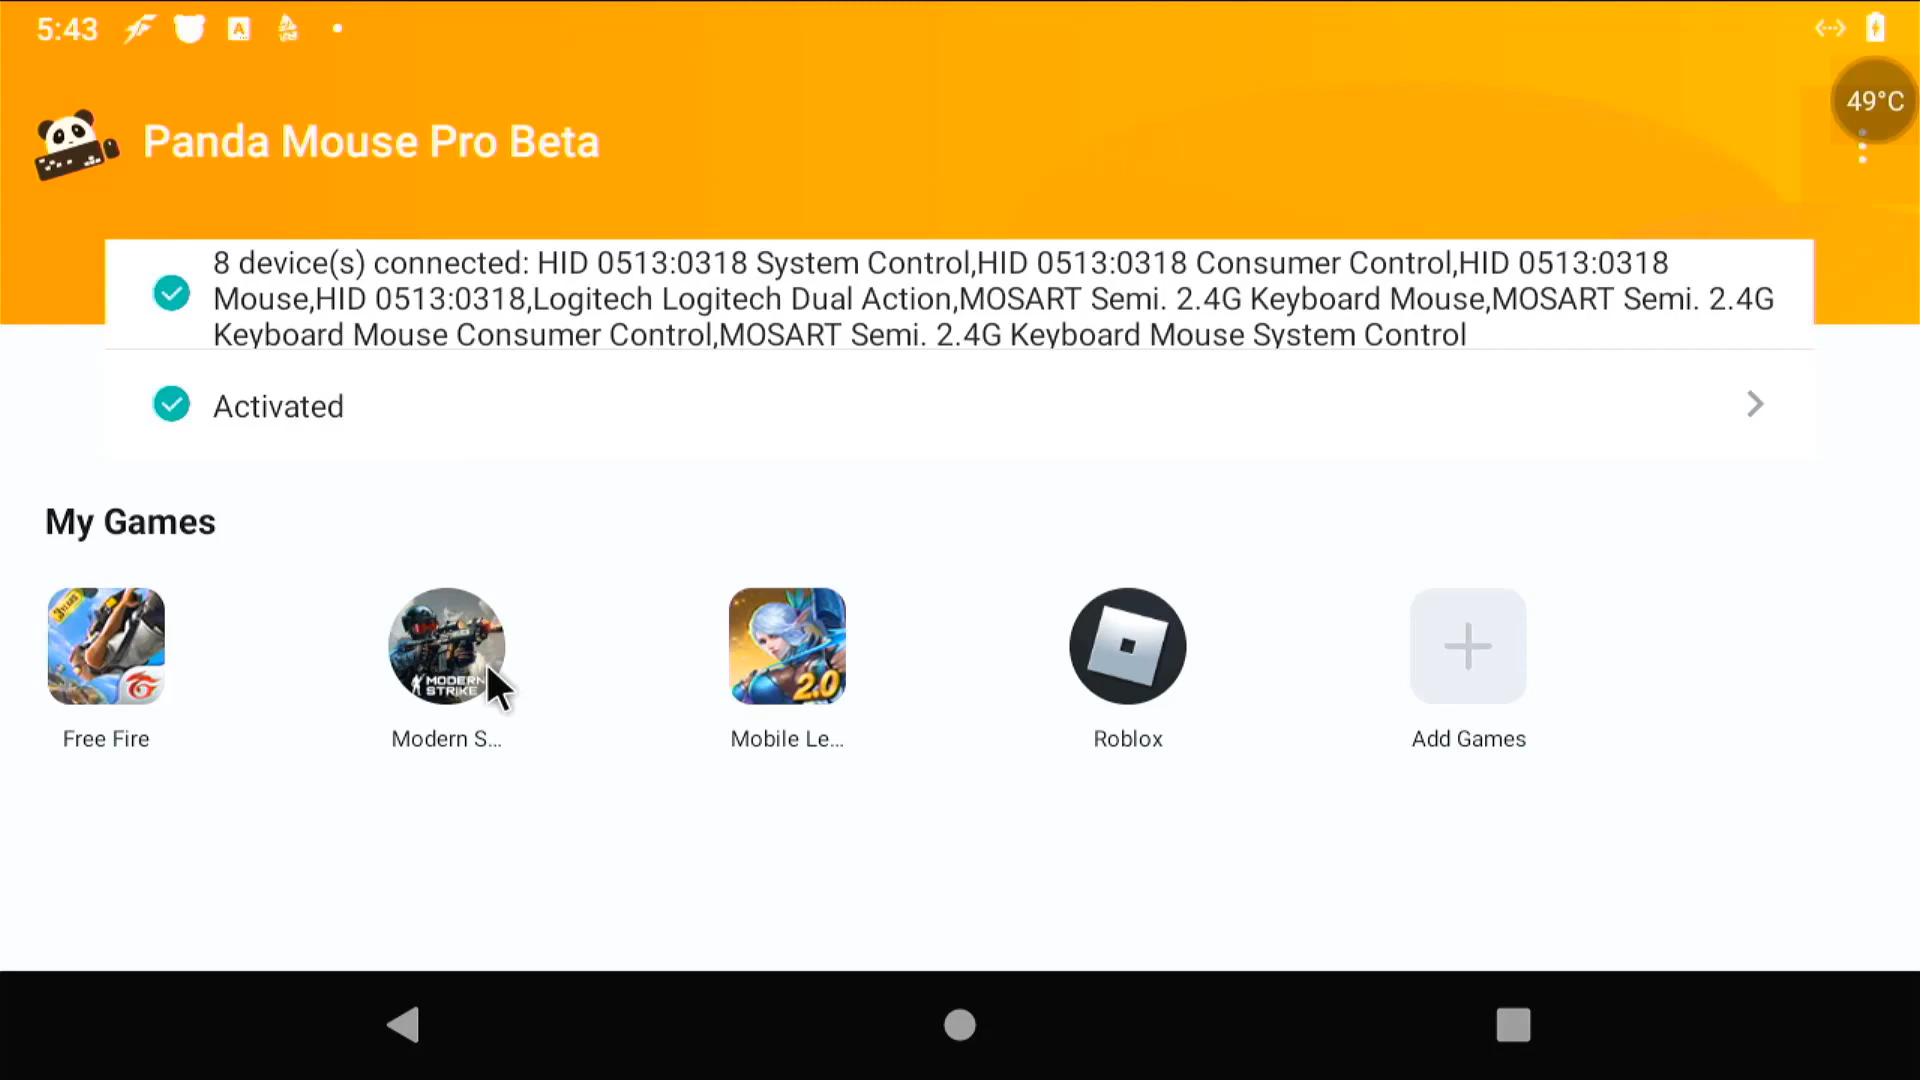 5:43
A
49°C
Panda Mouse Pro Beta
8 device(s) connected: HID 0513:0318 System Control,HID 0513:0318 Consumer Control,HID 0513:0318
Mouse,HID 0513:0318,Logitech Logitech Dual Action,MOSART Semi. 2.4G Keyboard Mouse,MOSART Semi. 2.4G
Keyboard Mouse Consumer Control,MOSART Semi. 2.4G Keyboard Mouse System Control
Activated
My Games
3 YEARS
MODERN
STRIKE
2.0
Free Fire
Modern S...
Mobile Le...
Roblox
Add Games